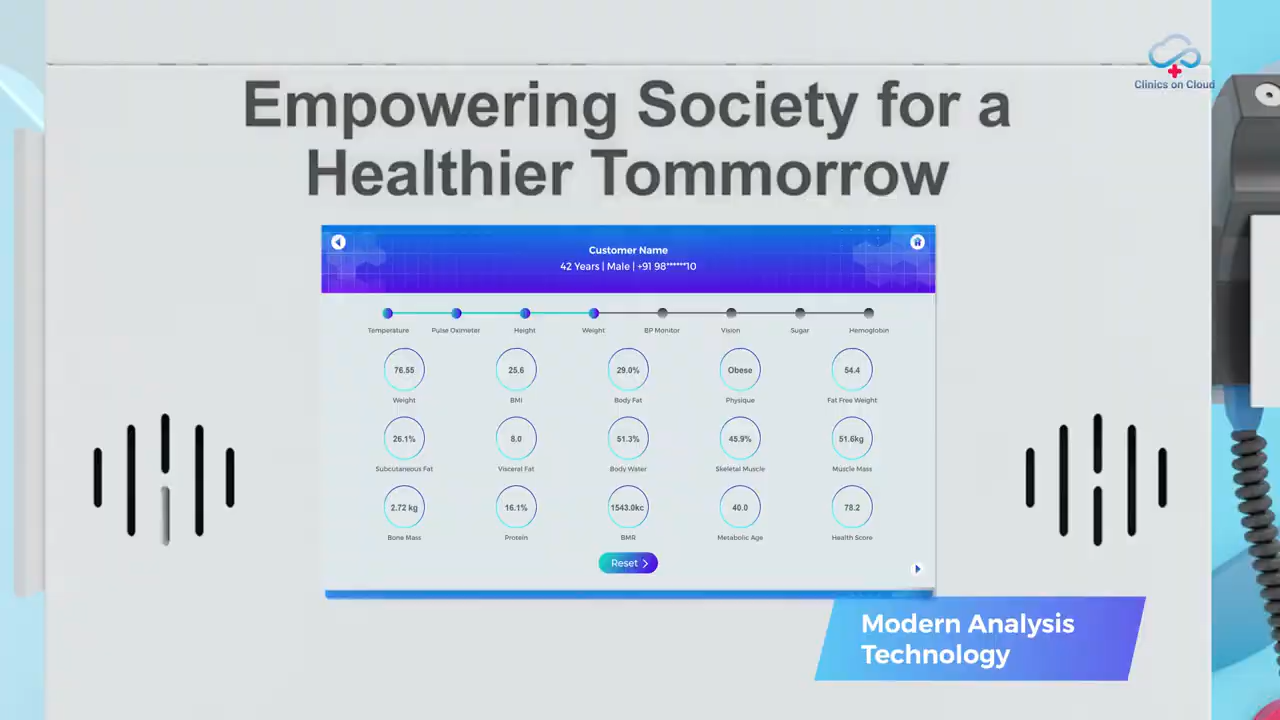 Clinics on Cloud
Empowering Society for a
Healthier Tommorrow
Customer Name
42 Years | Male | +91 98******10
Temperature Pulse Oximeter Height Weight BP Monitor Vision Sugar Hemoglobin
76.55 25.6 29.0% Obese 54.4
Weight BMI Body Fat Physique Fat Free Weight
26.1% 8.0 51.3% 45.9% 51.6kg
Subcutaneous Fat Visceral Fat Body Water Skeletal Muscle Muscle Mass
2.72 kg 16.1% 1543.0kc 40.0 78.2
Bone Mass Protein BMR Metabolic Age Health Score
Reset
Modern Analysis
Technology